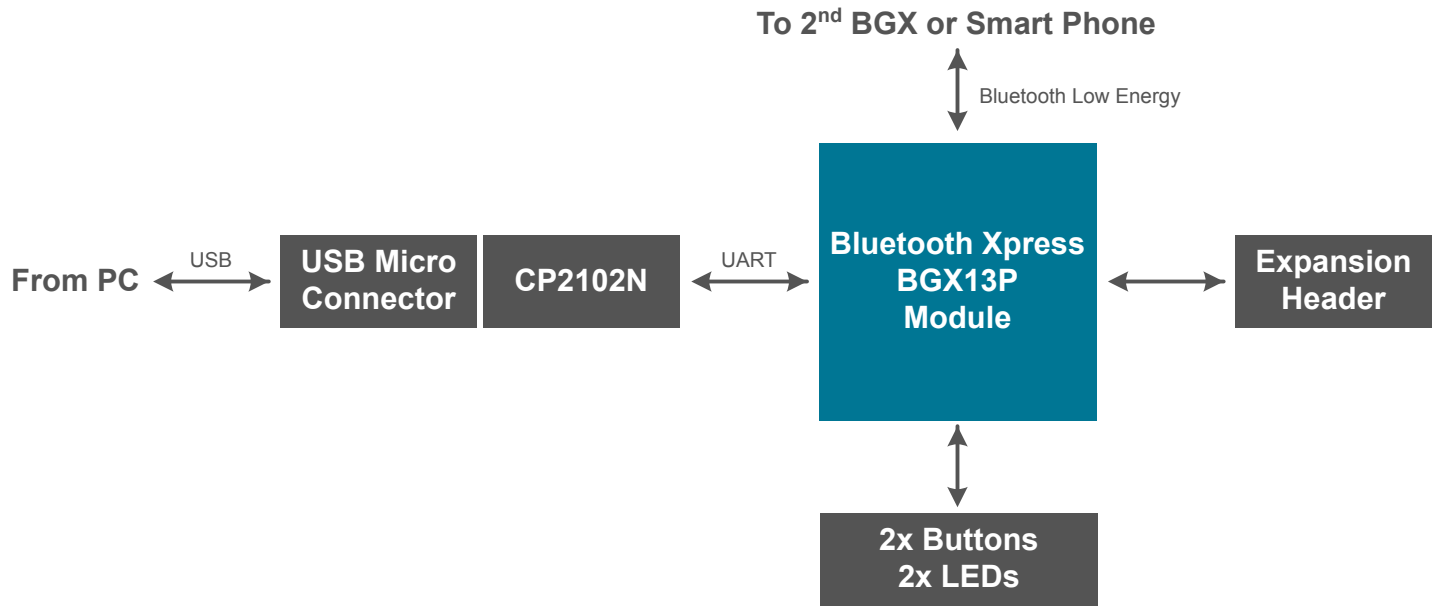 To 2nd BGX or Smart Phone
Bluetooth Low Energy
From PC
USB
USB Micro
Connector
CP2102N
UART
Bluetooth Xpress
BGX13P
Module
Expansion
Header
2x Buttons
2x LEDs